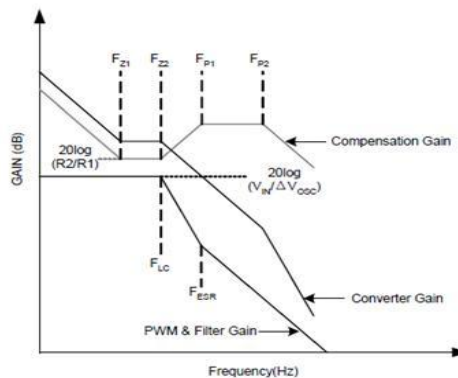 F_Z1 F_Z2 F_P1 F_P2
GAIN (dB)
Compensation Gain
20log
(R2/R1)
20log
(V_IN/ΔV_OSC)
F_LC
F_ESR
Converter Gain
PWM & Filter Gain
Frequency(Hz)